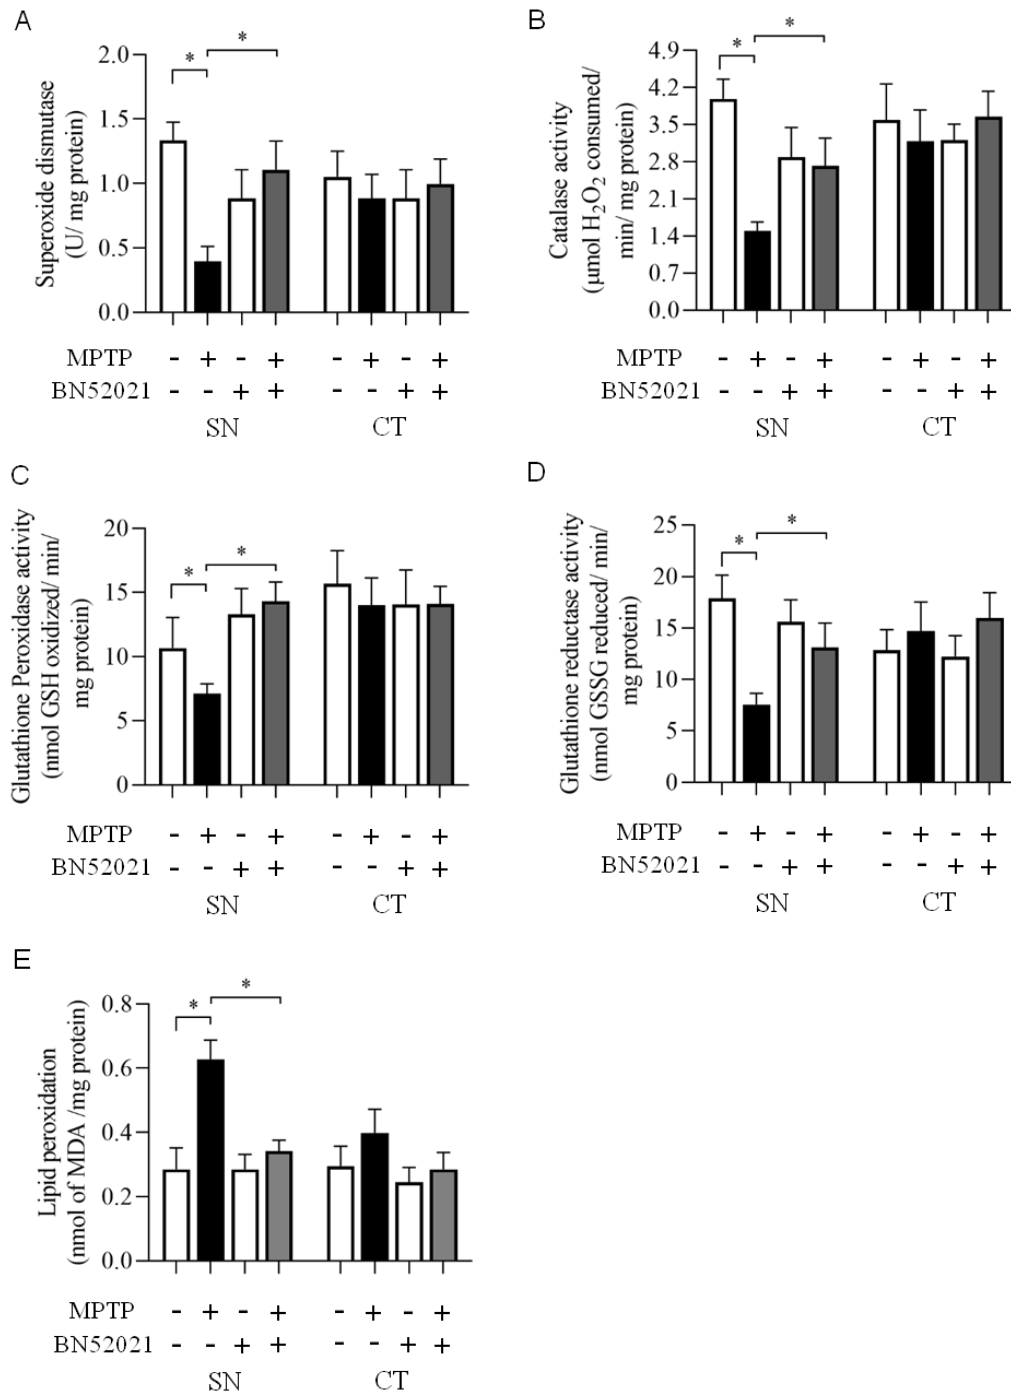 A
Superoxide dismutase
(U/ mg protein)
2.0
1.5
1.0
0.5
0.0
* *
MPTP - + - + - + - +
BN52021 - - + + - - + +
SN CT
B
Catalase activity
(μmol H₂O₂ consumed/
min/ mg protein)
4.9
4.2
3.5
2.8
2.1
1.4
0.7
0.0
* *
MPTP - + - + - + - +
BN52021 - - + + - - + +
SN CT
C
Glutathione Peroxidase activity
(nmol GSH oxidized/ min/
mg protein)
20
15
10
5
0
* *
MPTP - + - + - + - +
BN52021 - - + + - - + +
SN CT
D
Glutathione reductase activity
(nmol GSSG reduced/ min/
mg protein)
25
20
15
10
5
0
* *
MPTP - + - + - + - +
BN52021 - - + + - - + +
SN CT
E
Lipid peroxidation
(nmol of MDA /mg protein)
0.8
0.6
0.4
0.2
0.0
* *
MPTP - + - + - + - +
BN52021 - - + + - - + +
SN CT